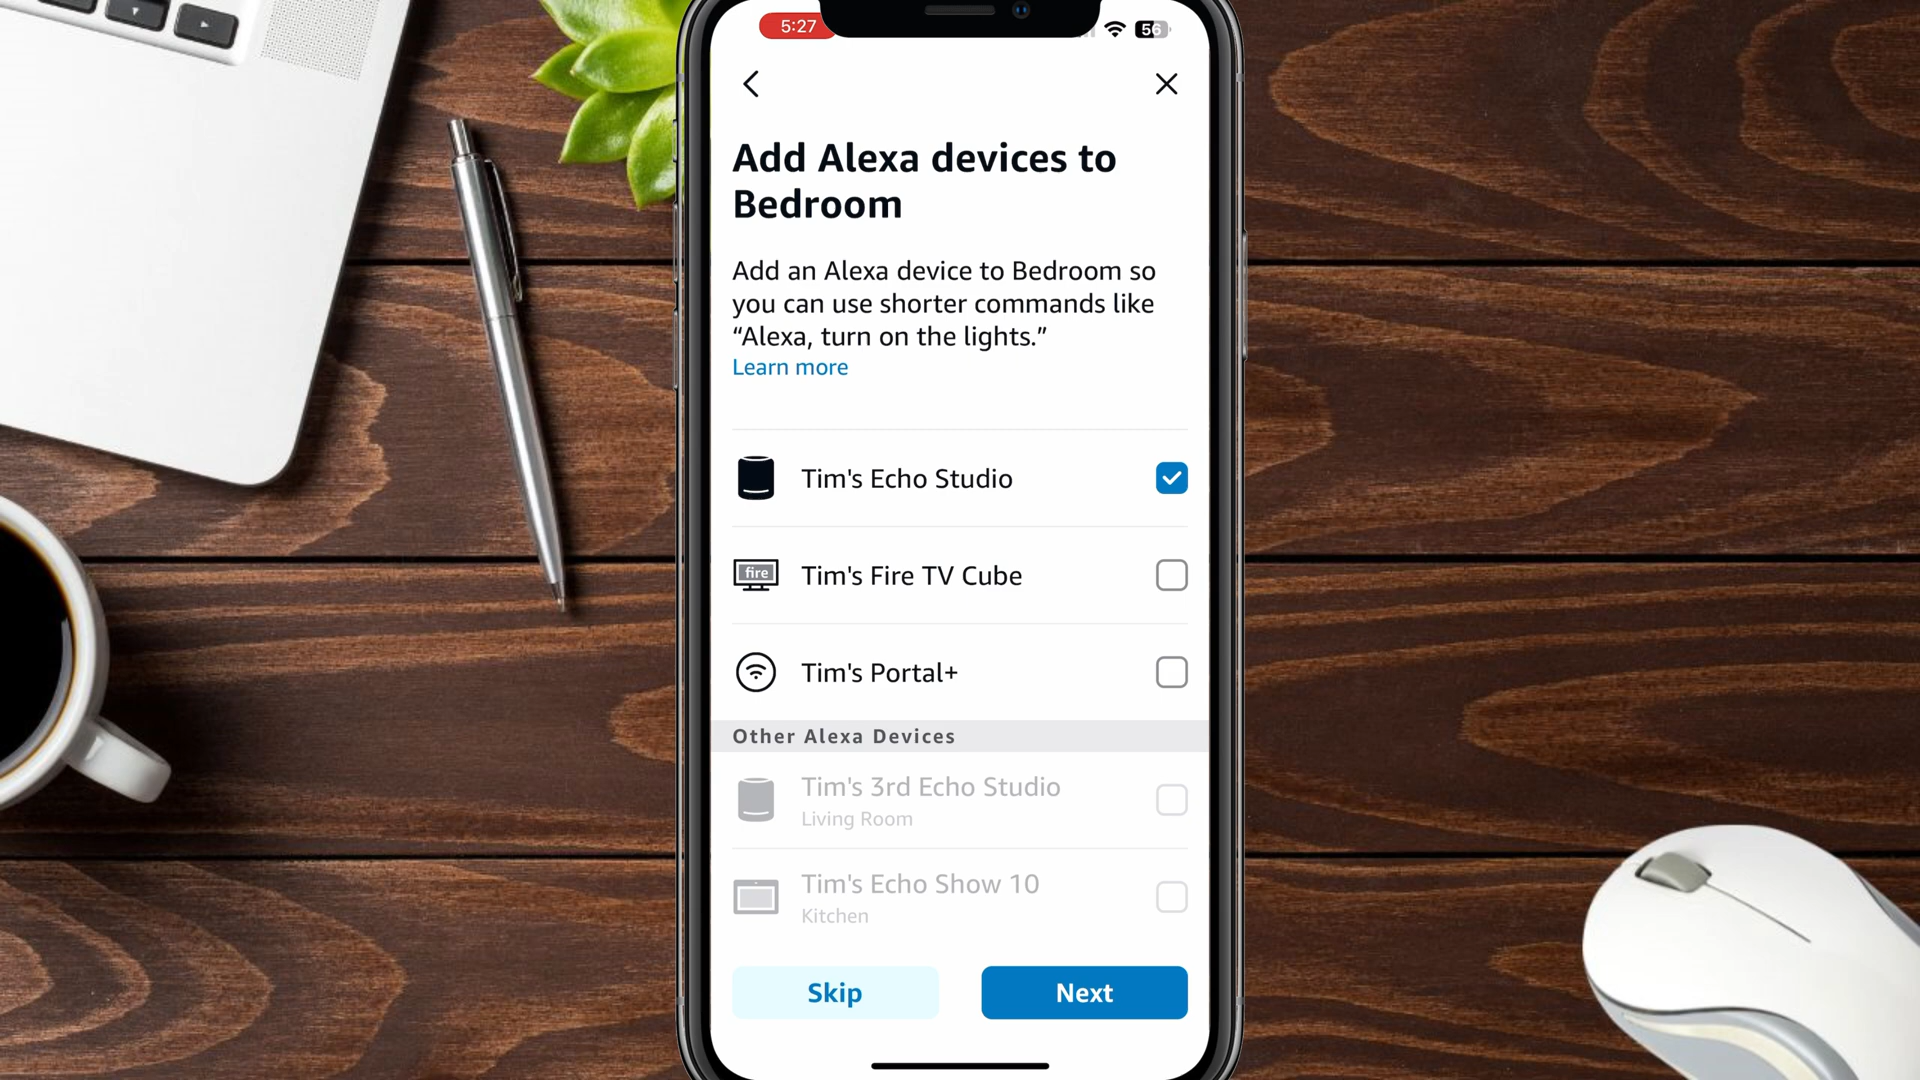 5:27
56
Add Alexa devices to
Bedroom
Add an Alexa device to Bedroom so
you can use shorter commands like
“Alexa, turn on the lights.”
Learn more
Tim's Echo Studio
fire
Tim's Fire TV Cube
Tim's Portal+
Other Alexa Devices
Tim's 3rd Echo Studio
Living Room
Tim's Echo Show 10
Kitchen
Skip
Next